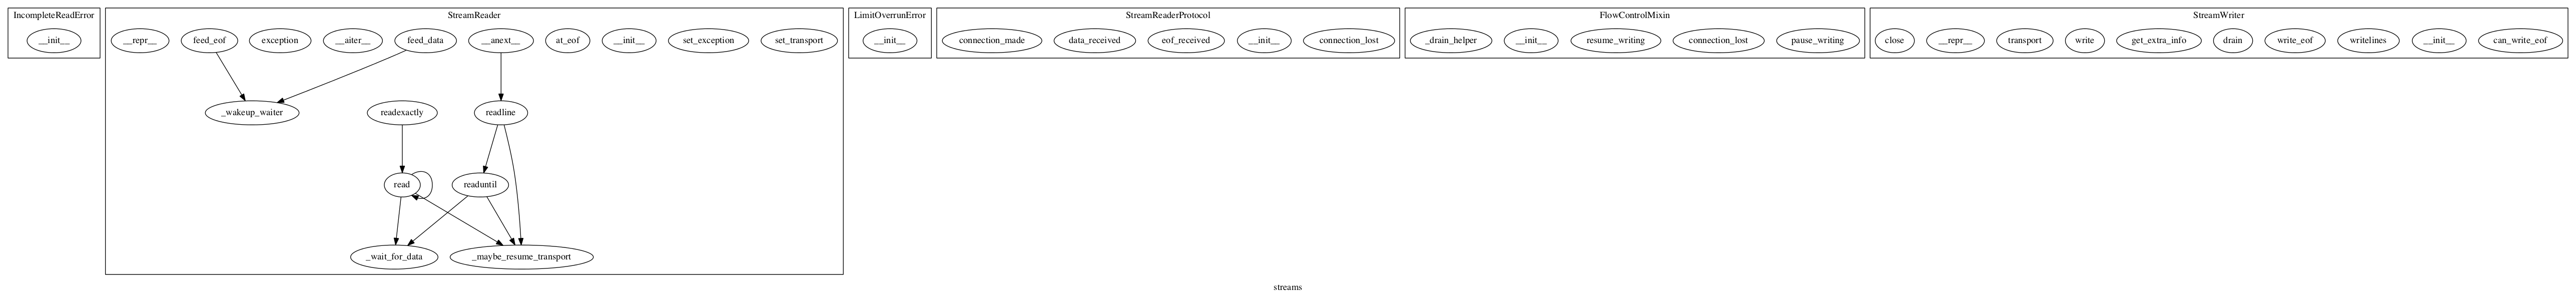 IncompleteReadError
__init__
StreamReader
__repr__
feed_eof
exception
__aiter__
feed_data
__anext__
at_eof
__init__
set_exception
set_transport
_wakeup_waiter
readexactly
readline
read
readuntil
_wait_for_data
_maybe_resume_transport
LimitOverrunError
__init__
StreamReaderProtocol
connection_made
data_received
eof_received
__init__
connection_lost
FlowControlMixin
_drain_helper
__init__
resume_writing
connection_lost
pause_writing
StreamWriter
close
__repr__
transport
write
get_extra_info
drain
write_eof
writelines
__init__
can_write_eof
streams